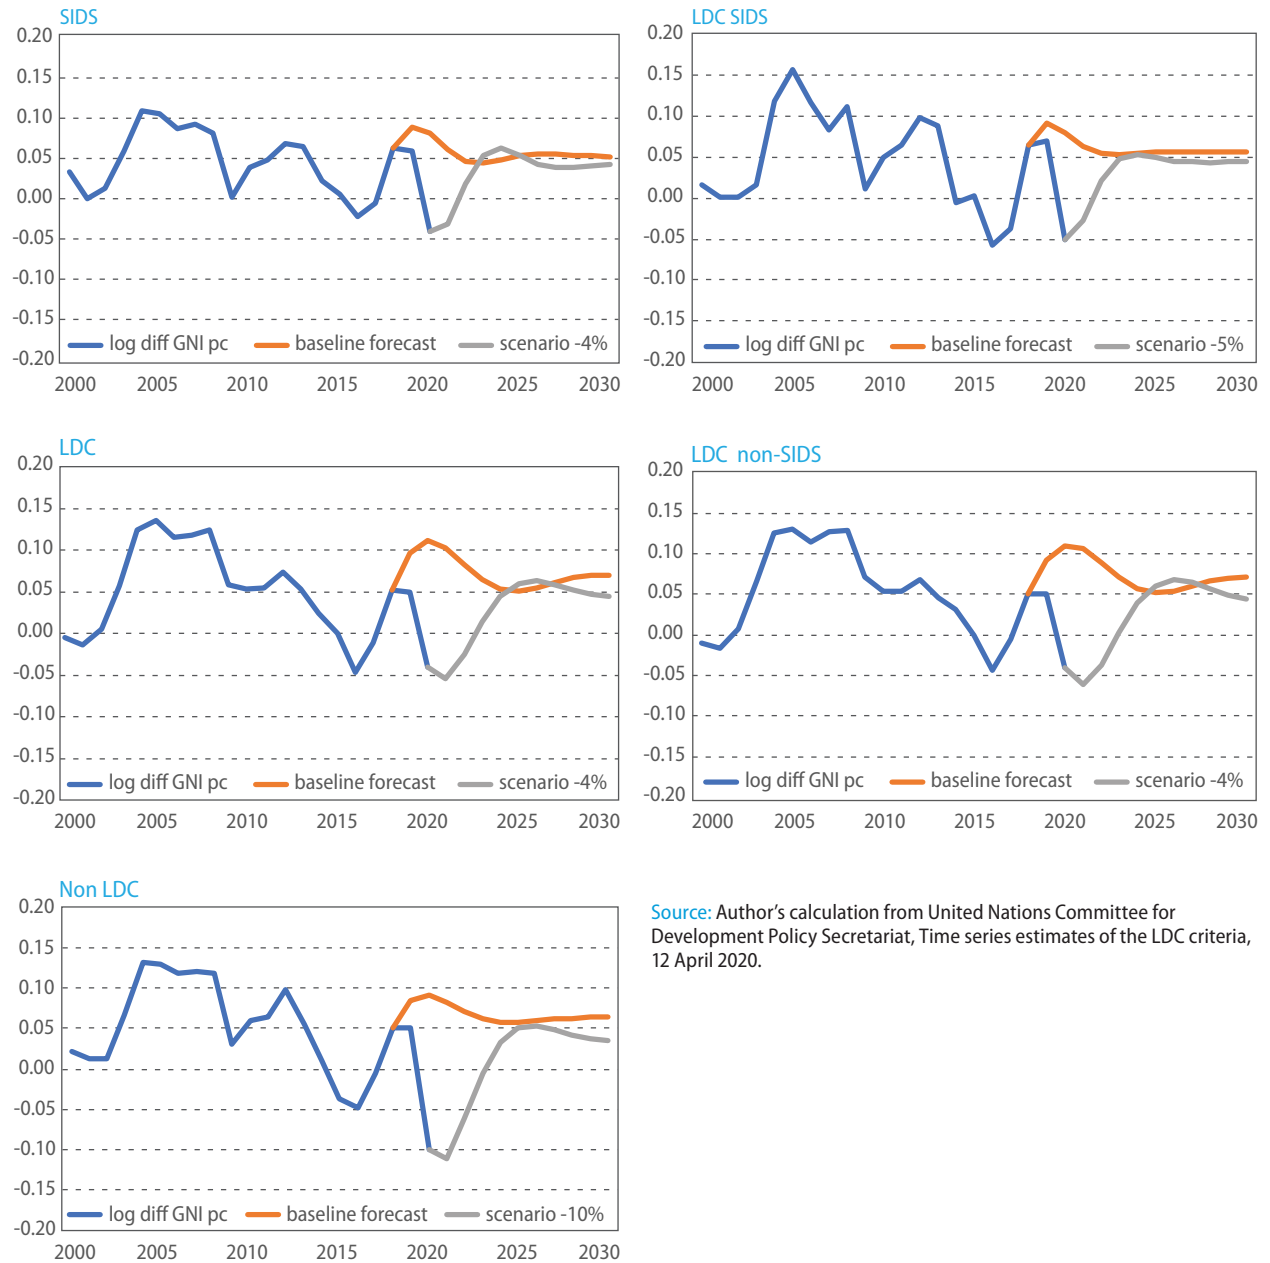 SIDS
0.20
0.15
0.10
0.05
0.00
-0.05
-0.10
-0.15
-0.20
log diff GNI pc baseline forecast scenario -4%
2000 2005 2010 2015 2020 2025 2030
LDC SIDS
0.20
0.15
0.10
0.05
0.00
-0.05
-0.10
-0.15
-0.20
log diff GNI pc baseline forecast scenario -5%
2000 2005 2010 2015 2020 2025 2030
LDC
0.20
0.15
0.10
0.05
0.00
-0.05
-0.10
-0.15
-0.20
log diff GNI pc baseline forecast scenario -4%
2000 2005 2010 2015 2020 2025 2030
LDC non-SIDS
0.20
0.15
0.10
0.05
0.00
-0.05
-0.10
-0.15
-0.20
log diff GNI pc baseline forecast scenario -4%
2000 2005 2010 2015 2020 2025 2030
Non LDC
0.20
0.15
0.10
0.05
0.00
-0.05
-0.10
-0.15
-0.20
log diff GNI pc baseline forecast scenario -10%
2000 2005 2010 2015 2020 2025 2030
Source: Author's calculation from United Nations Committee for
Development Policy Secretariat, Time series estimates of the LDC criteria,
12 April 2020.